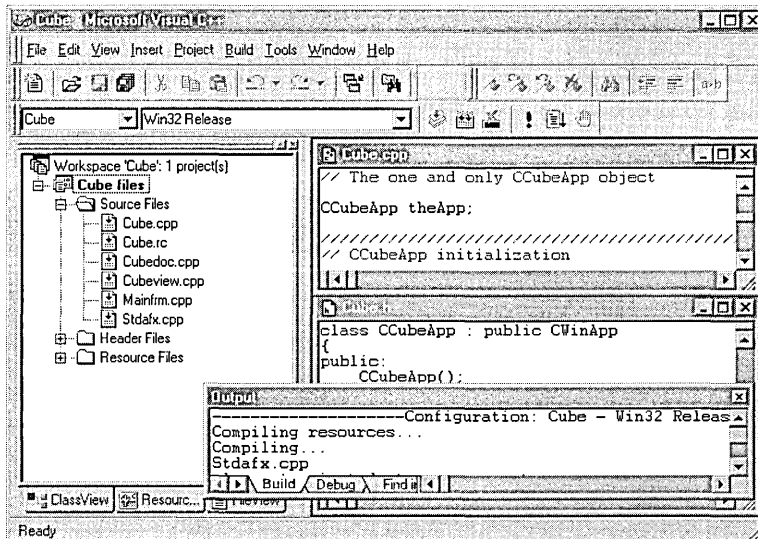 Cube - Microsoft Visual C++
File Edit View Insert Project Build Tools Window Help
Cube Win32 Release
Workspace 'Cube': 1 project(s)
Cube files
Source Files
Cube.cpp
Cube.rc
Cubedoc.cpp
Cubeview.cpp
Mainfrm.cpp
Stdafx.cpp
Header Files
Resource Files
ClassView Resourc... FileView
Cube.cpp
// The one and only CCubeApp object
CCubeApp theApp;
/////////////////////////////////////////////
// CCubeApp initialization
Cube.h
class CCubeApp : public CWinApp
{
public:
CCubeApp();
Output
--------------------Configuration: Cube - Win32 Releas
Compiling resources...
Compiling...
Stdafx.cpp
Build Debug Find i
Ready